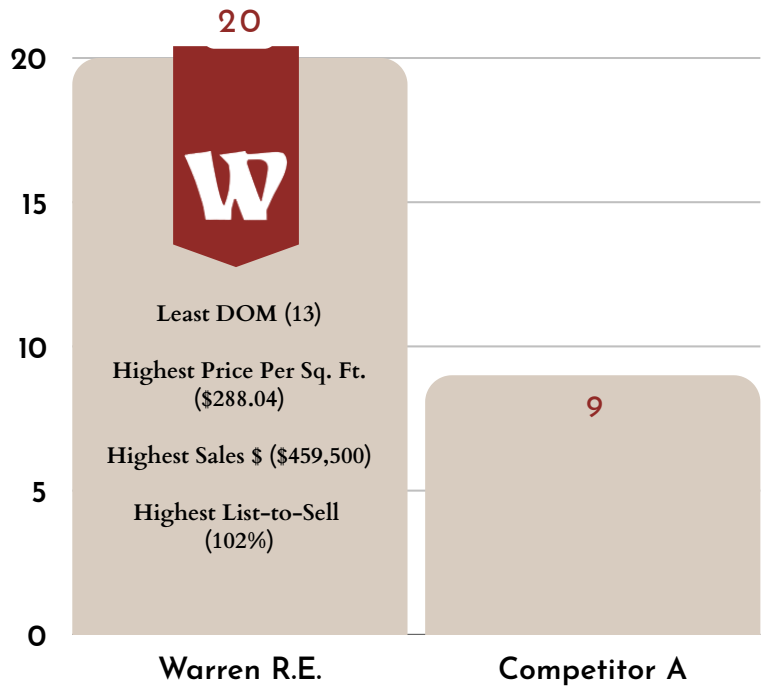 20
20
15
10
5
0
W
Least DOM (13)
Highest Price Per Sq. Ft.
($288.04)
Highest Sales $ ($459,500)
Highest List-to-Sell
(102%)
9
Warren R.E.
Competitor A